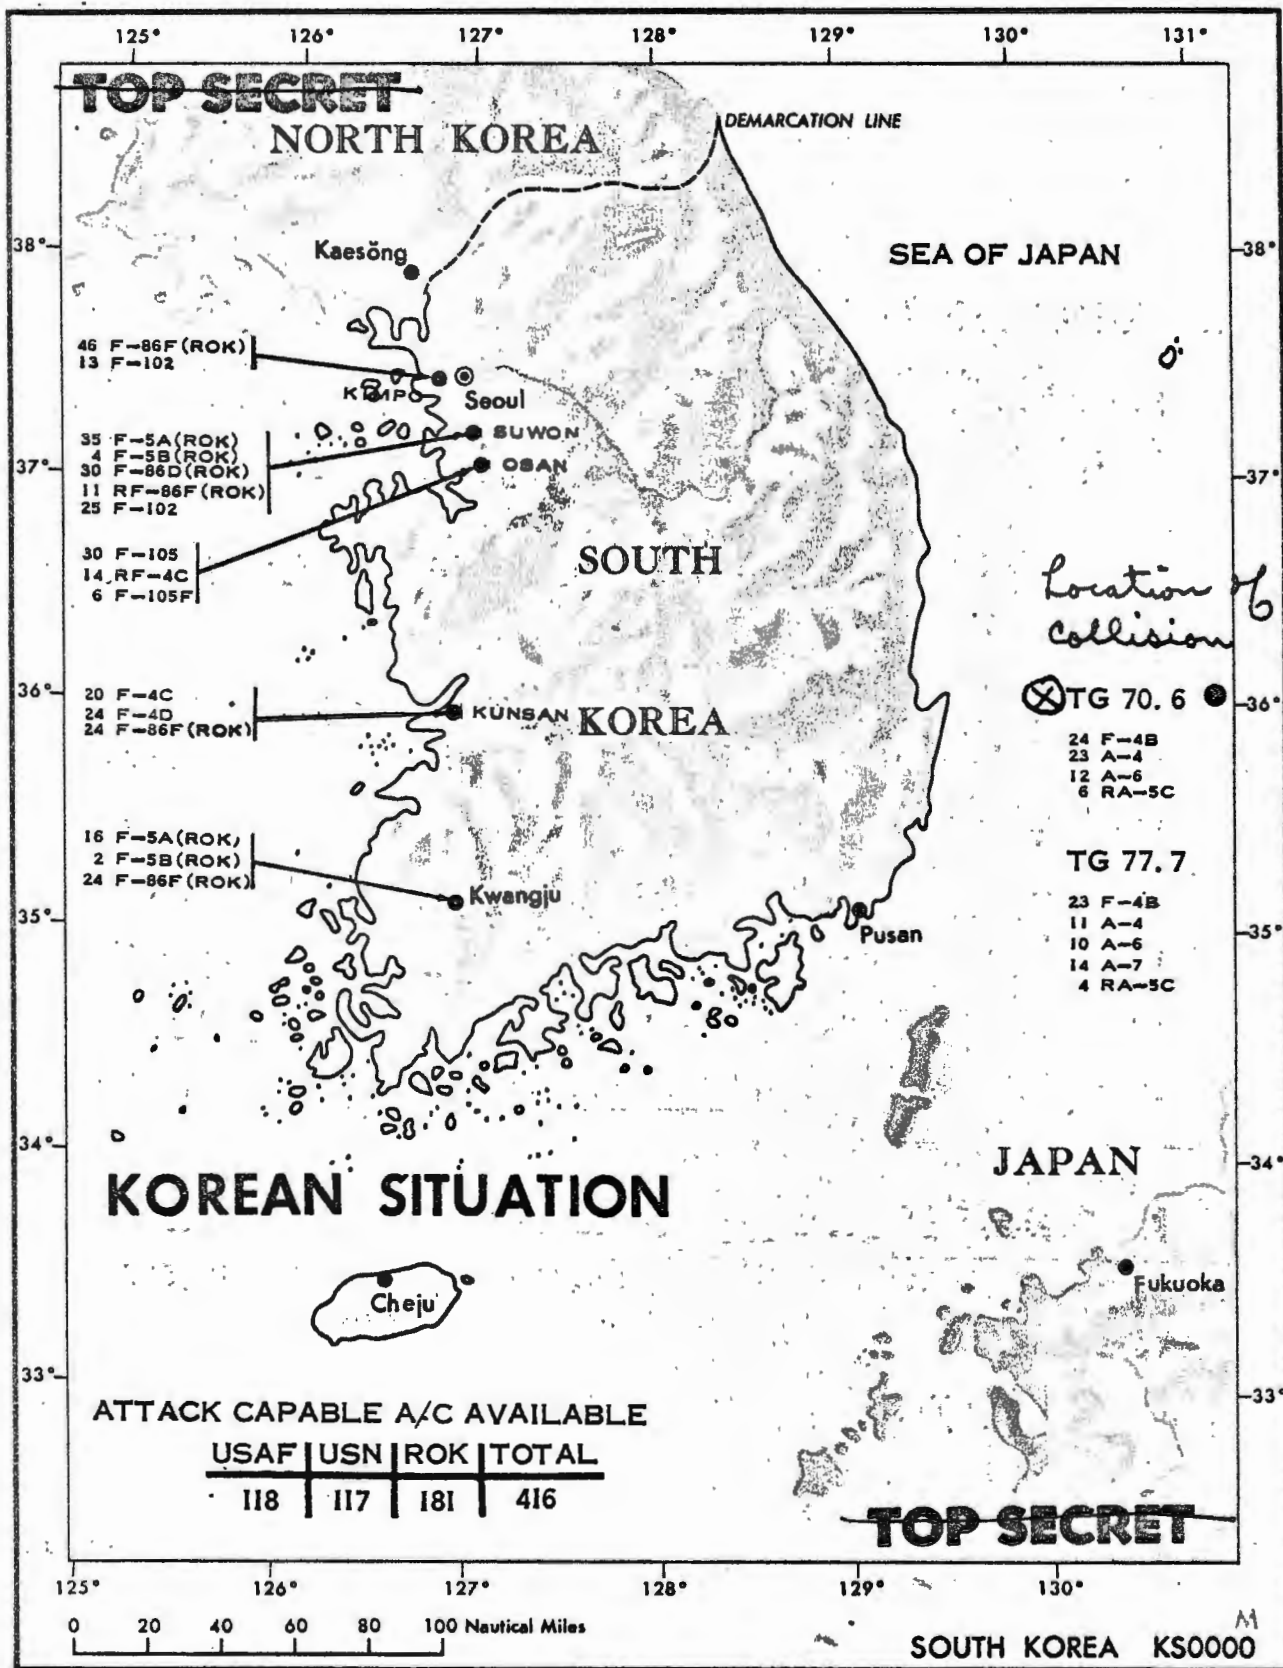 125° 126° 127° 128° 129° 130° 131°
TOP SECRET
NORTH KOREA
DEMARCATION LINE
38°
Kaesŏng
SEA OF JAPAN
38°
46 F-86F (ROK)
13 F-102
KIMPO
Seoul
35 F-5A (ROK)
4 F-5B (ROK)
30 F-86D (ROK)
11 RF-86F (ROK)
25 F-102
SUWON
OSAN
37°
37°
30 F-105
14 RF-4C
6 F-105F
SOUTH
KOREA
Location of
collision
36°
36°
20 F-4C
24 F-4D
24 F-86F (ROK)
KUNSAN
TG 70.6
24 F-4B
23 A-4
12 A-6
6 RA-5C
16 F-5A (ROK)
2 F-5B (ROK)
24 F-86F (ROK)
Kwangju
TG 77.7
23 F-4B
11 A-4
10 A-6
14 A-7
4 RA-5C
35°
Pusan
35°
34°
34°
JAPAN
KOREAN SITUATION
Cheju
Fukuoka
33°
33°
ATTACK CAPABLE A/C AVAILABLE
USAF USN ROK TOTAL
118 117 181 416
TOP SECRET
125° 126° 127° 128° 129° 130°
0 20 40 60 80 100 Nautical Miles
M
SOUTH KOREA KS0000